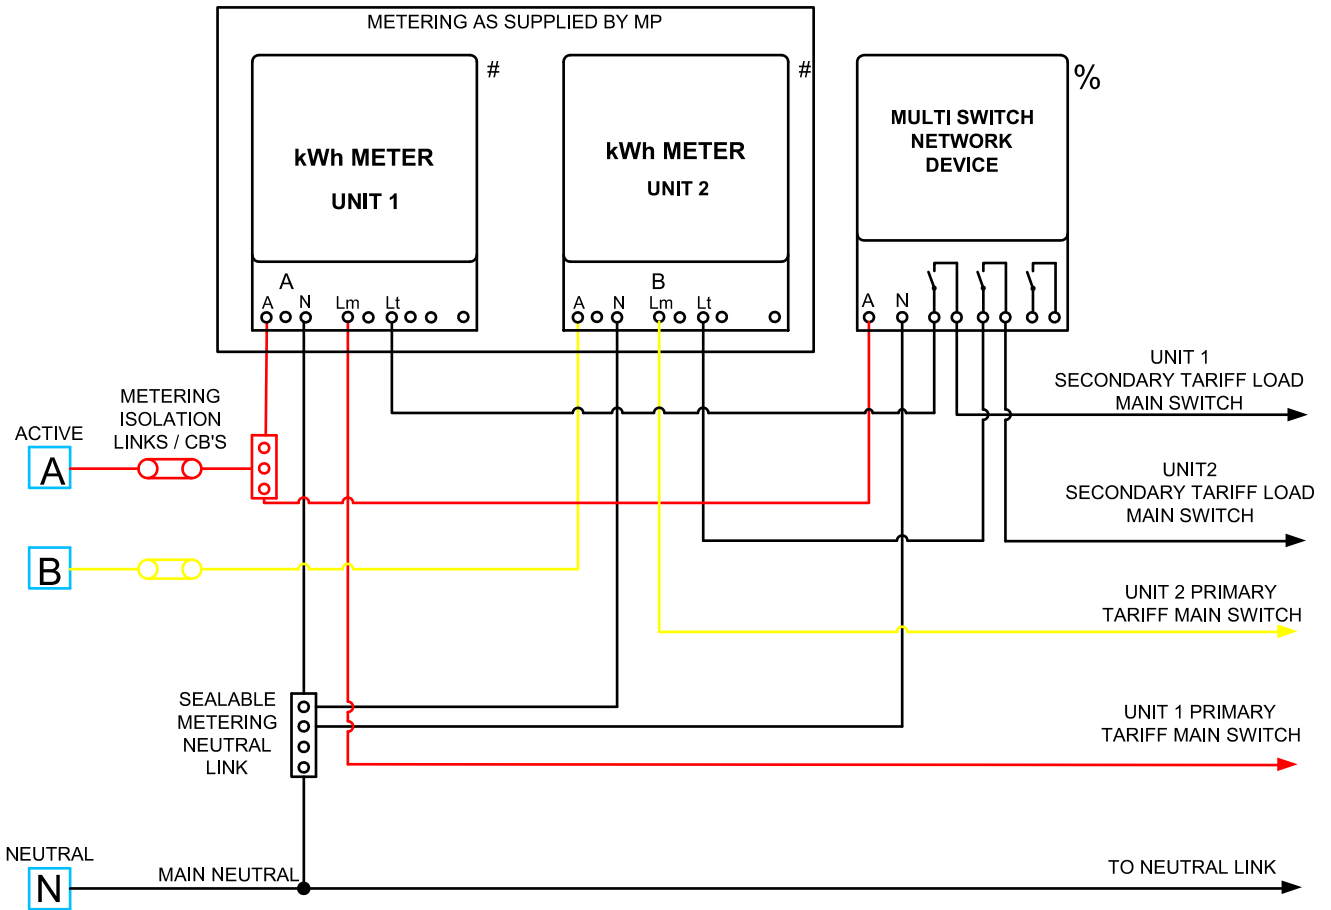 METERING AS SUPPLIED BY MP
#
#
%
kWh METER
UNIT 1
kWh METER
UNIT 2
MULTI SWITCH
NETWORK
DEVICE
A
A N Lm Lt
B
A N Lm Lt
A N
UNIT 1
SECONDARY TARIFF LOAD
MAIN SWITCH
METERING
ISOLATION
LINKS / CB'S
ACTIVE
A
UNIT2
SECONDARY TARIFF LOAD
MAIN SWITCH
B
UNIT 2 PRIMARY
TARIFF MAIN SWITCH
SEALABLE
METERING
NEUTRAL
LINK
UNIT 1 PRIMARY
TARIFF MAIN SWITCH
NEUTRAL
N
MAIN NEUTRAL
TO NEUTRAL LINK